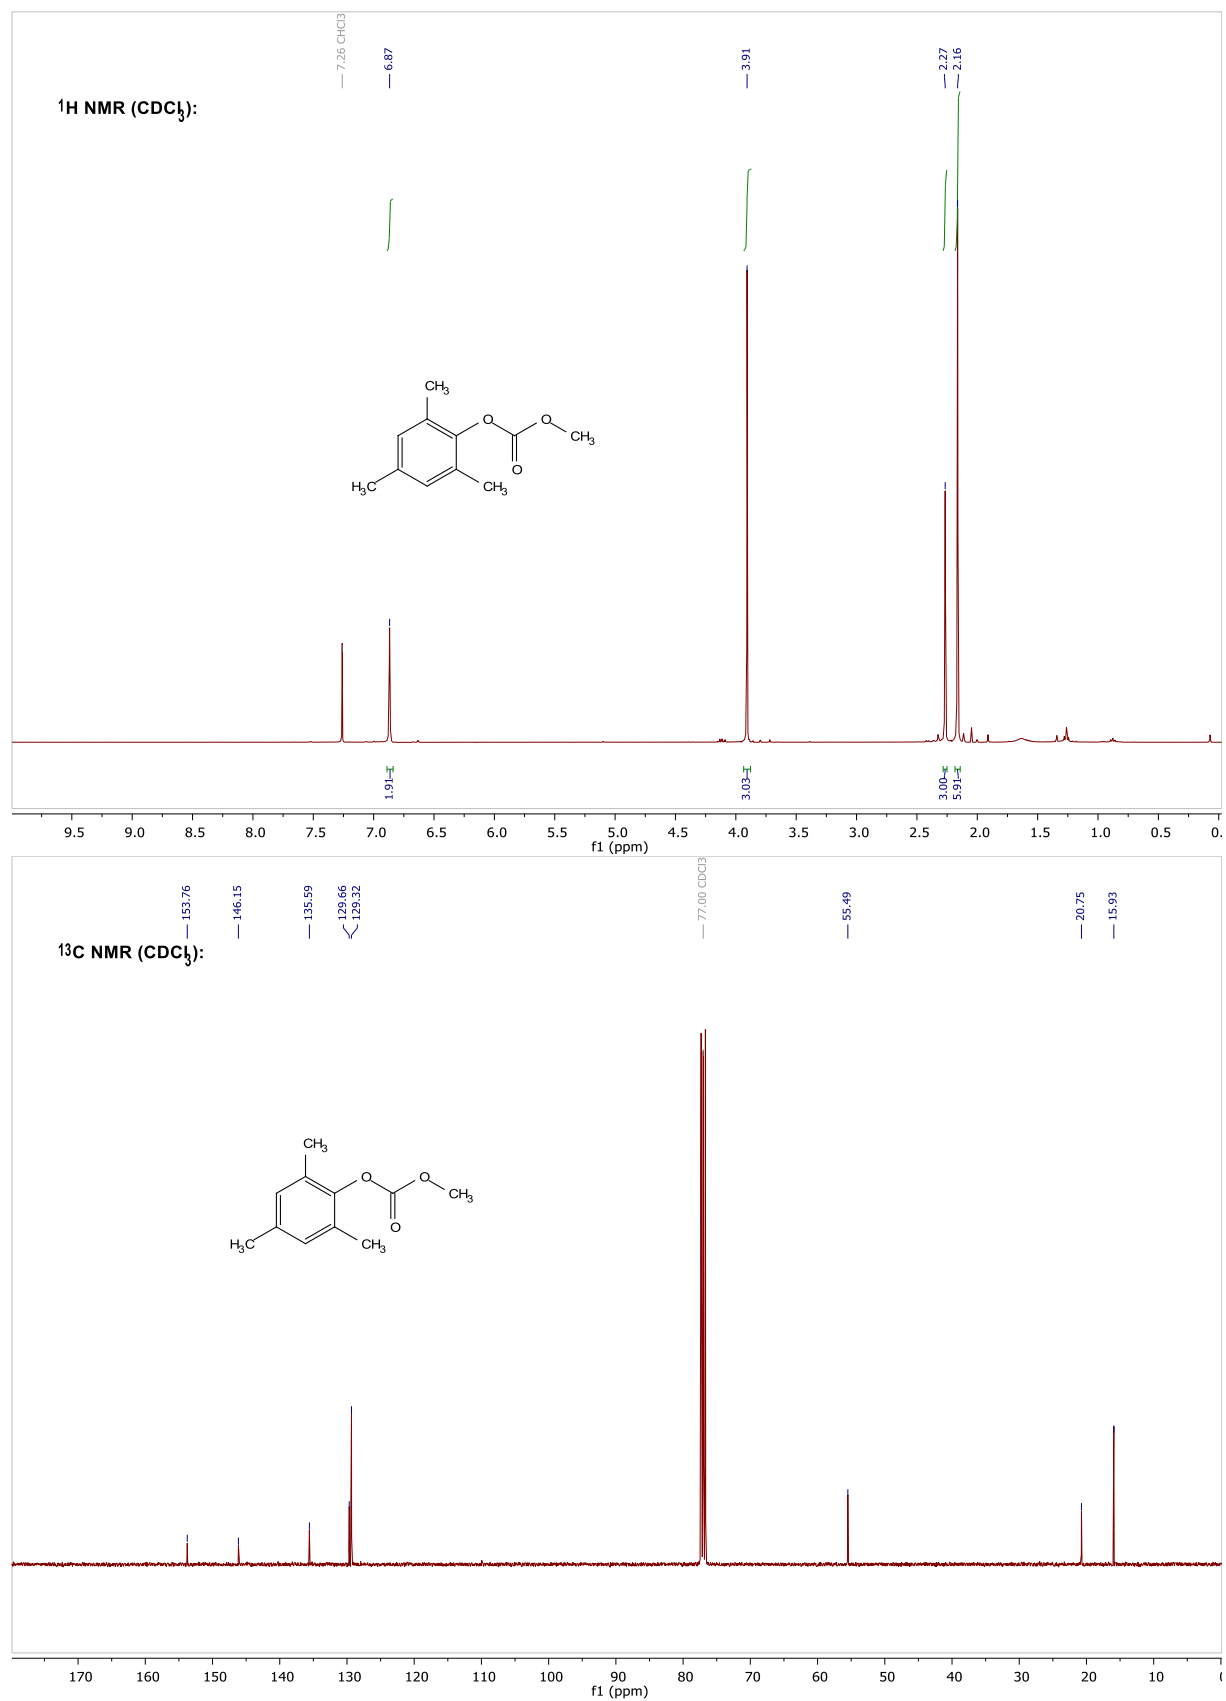 7.26 CHCl3
6.87
3.91
2.27
2.16
1H NMR (CDCl3):
CH3
O
O
CH3
O
H3C
CH3
1.91
3.03
3.00
5.91
9.5 9.0 8.5 8.0 7.5 7.0 6.5 6.0 5.5 5.0 4.5 4.0 3.5 3.0 2.5 2.0 1.5 1.0 0.5 0.
f1 (ppm)
153.76
146.15
135.59
129.66
129.32
77.00 CDCl3
55.49
20.75
15.93
13C NMR (CDCl3):
CH3
O
O
CH3
O
H3C
CH3
170 160 150 140 130 120 110 100 90 80 70 60 50 40 30 20 10 0
f1 (ppm)